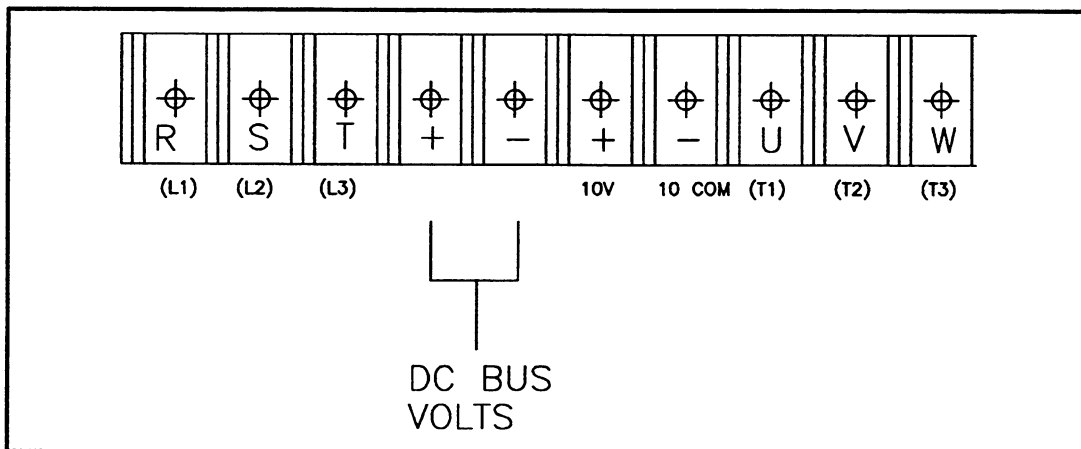 R S T + − + − U V W
(L1) (L2) (L3) 10V 10 COM (T1) (T2) (T3)
DC BUS
VOLTS